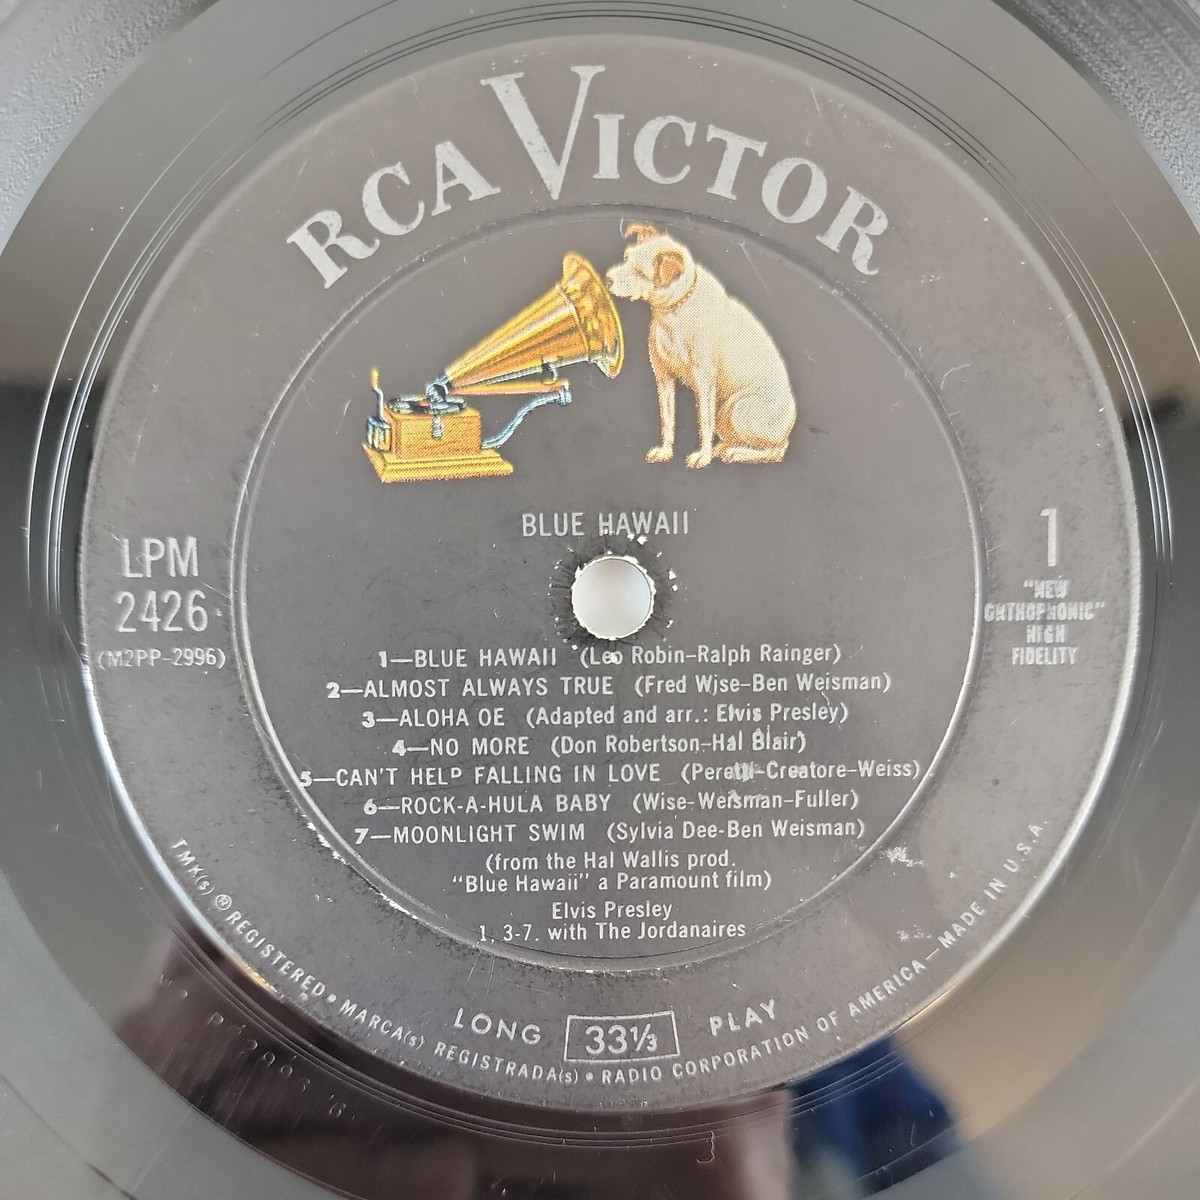 RCA VICTOR
BLUE HAWAII
LPM
2426
(M2PP-2996)
1
"NEW
ORTHOPHONIC"
HIGH
FIDELITY
1—BLUE HAWAII (Leo Robin–Ralph Rainger)
2—ALMOST ALWAYS TRUE (Fred Wise–Ben Weisman)
3—ALOHA OE (Adapted and arr.: Elvis Presley)
4—NO MORE (Don Robertson–Hal Blair)
5—CAN'T HELP FALLING IN LOVE (Peretti–Creatore–Weiss)
6—ROCK-A-HULA BABY (Wise–Weisman–Fuller)
7—MOONLIGHT SWIM (Sylvia Dee-Ben Weisman)
(from the Hal Wallis prod.
"Blue Hawaii" a Paramount film)
Elvis Presley
1, 3-7. with The Jordanaires
LONG 33⅓ PLAY
TMK(s) ® REGISTERED • MARCA(s) REGISTRADA(s) • RADIO CORPORATION OF AMERICA—MADE IN U.S.A.